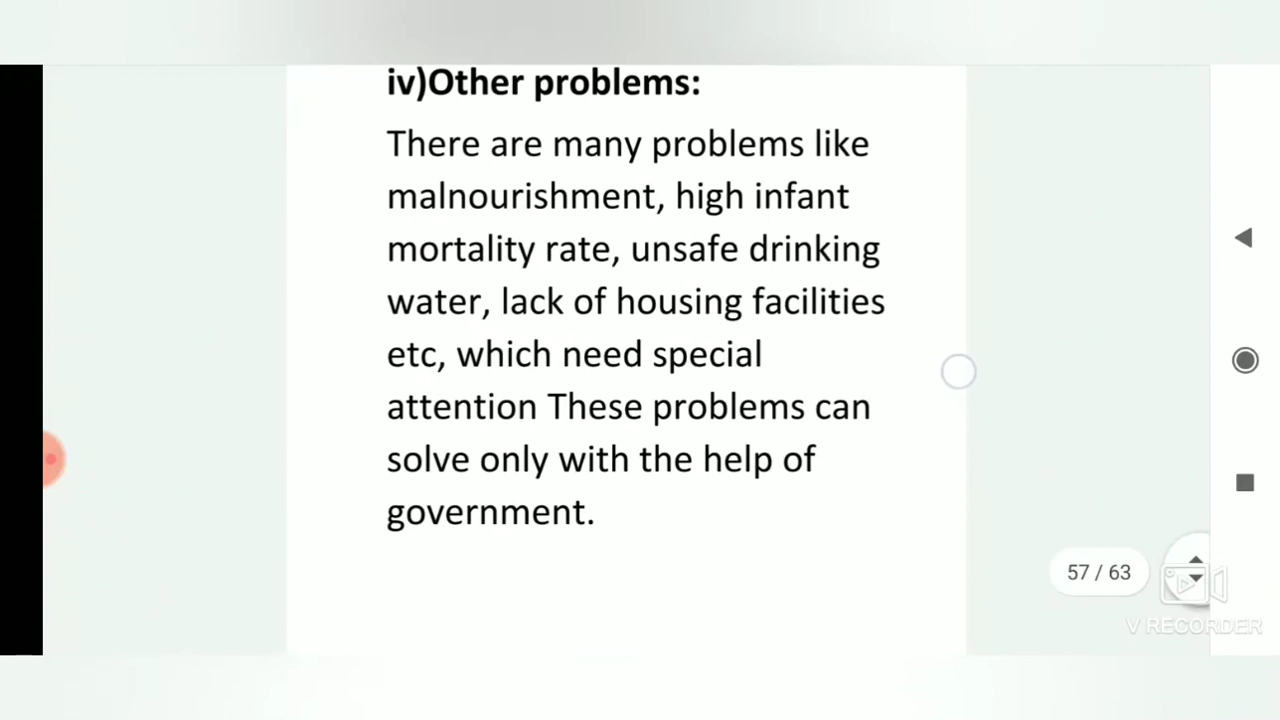 iv)Other problems:
There are many problems like
malnourishment, high infant
mortality rate, unsafe drinking
water, lack of housing facilities
etc, which need special
attention These problems can
solve only with the help of
government.
57 / 63
V RECORDER